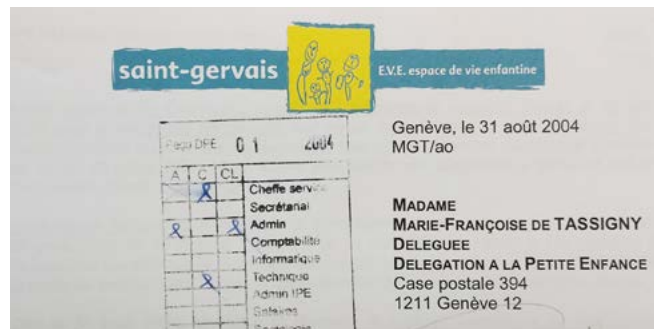 saint-gervais
E.V.E. espace de vie enfantine
Genève, le 31 août 2004
MGT/ao
DPE 01 2004
A C CL
Cheffe
Secrétariat
Admin
Comptabilité
Informatique
Technique
Admin IPE
MADAME
MARIE-FRANÇOISE DE TASSIGNY
DELEGUEE
DELEGATION A LA PETITE ENFANCE
Case postale 394
1211 Genève 12